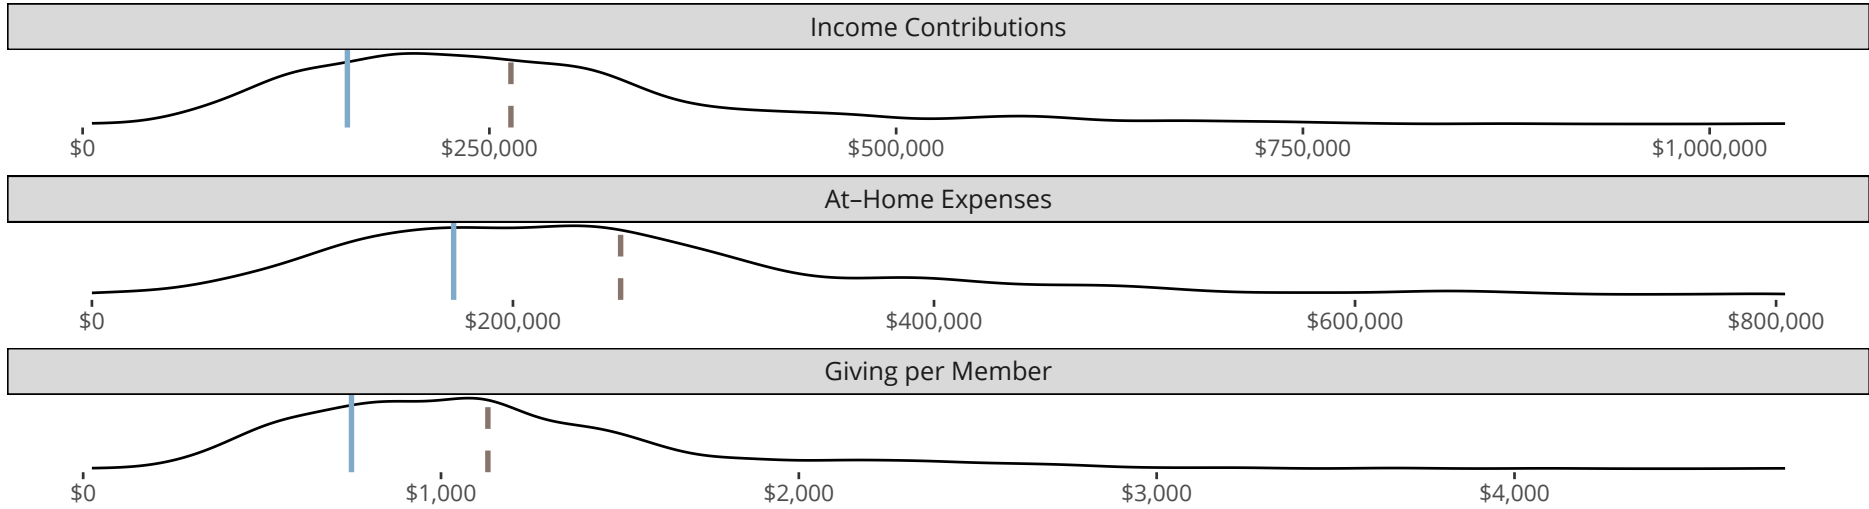 Income Contributions
$0 $250,000 $500,000 $750,000 $1,000,000
At–Home Expenses
$0 $200,000 $400,000 $600,000 $800,000
Giving per Member
$0 $1,000 $2,000 $3,000 $4,000